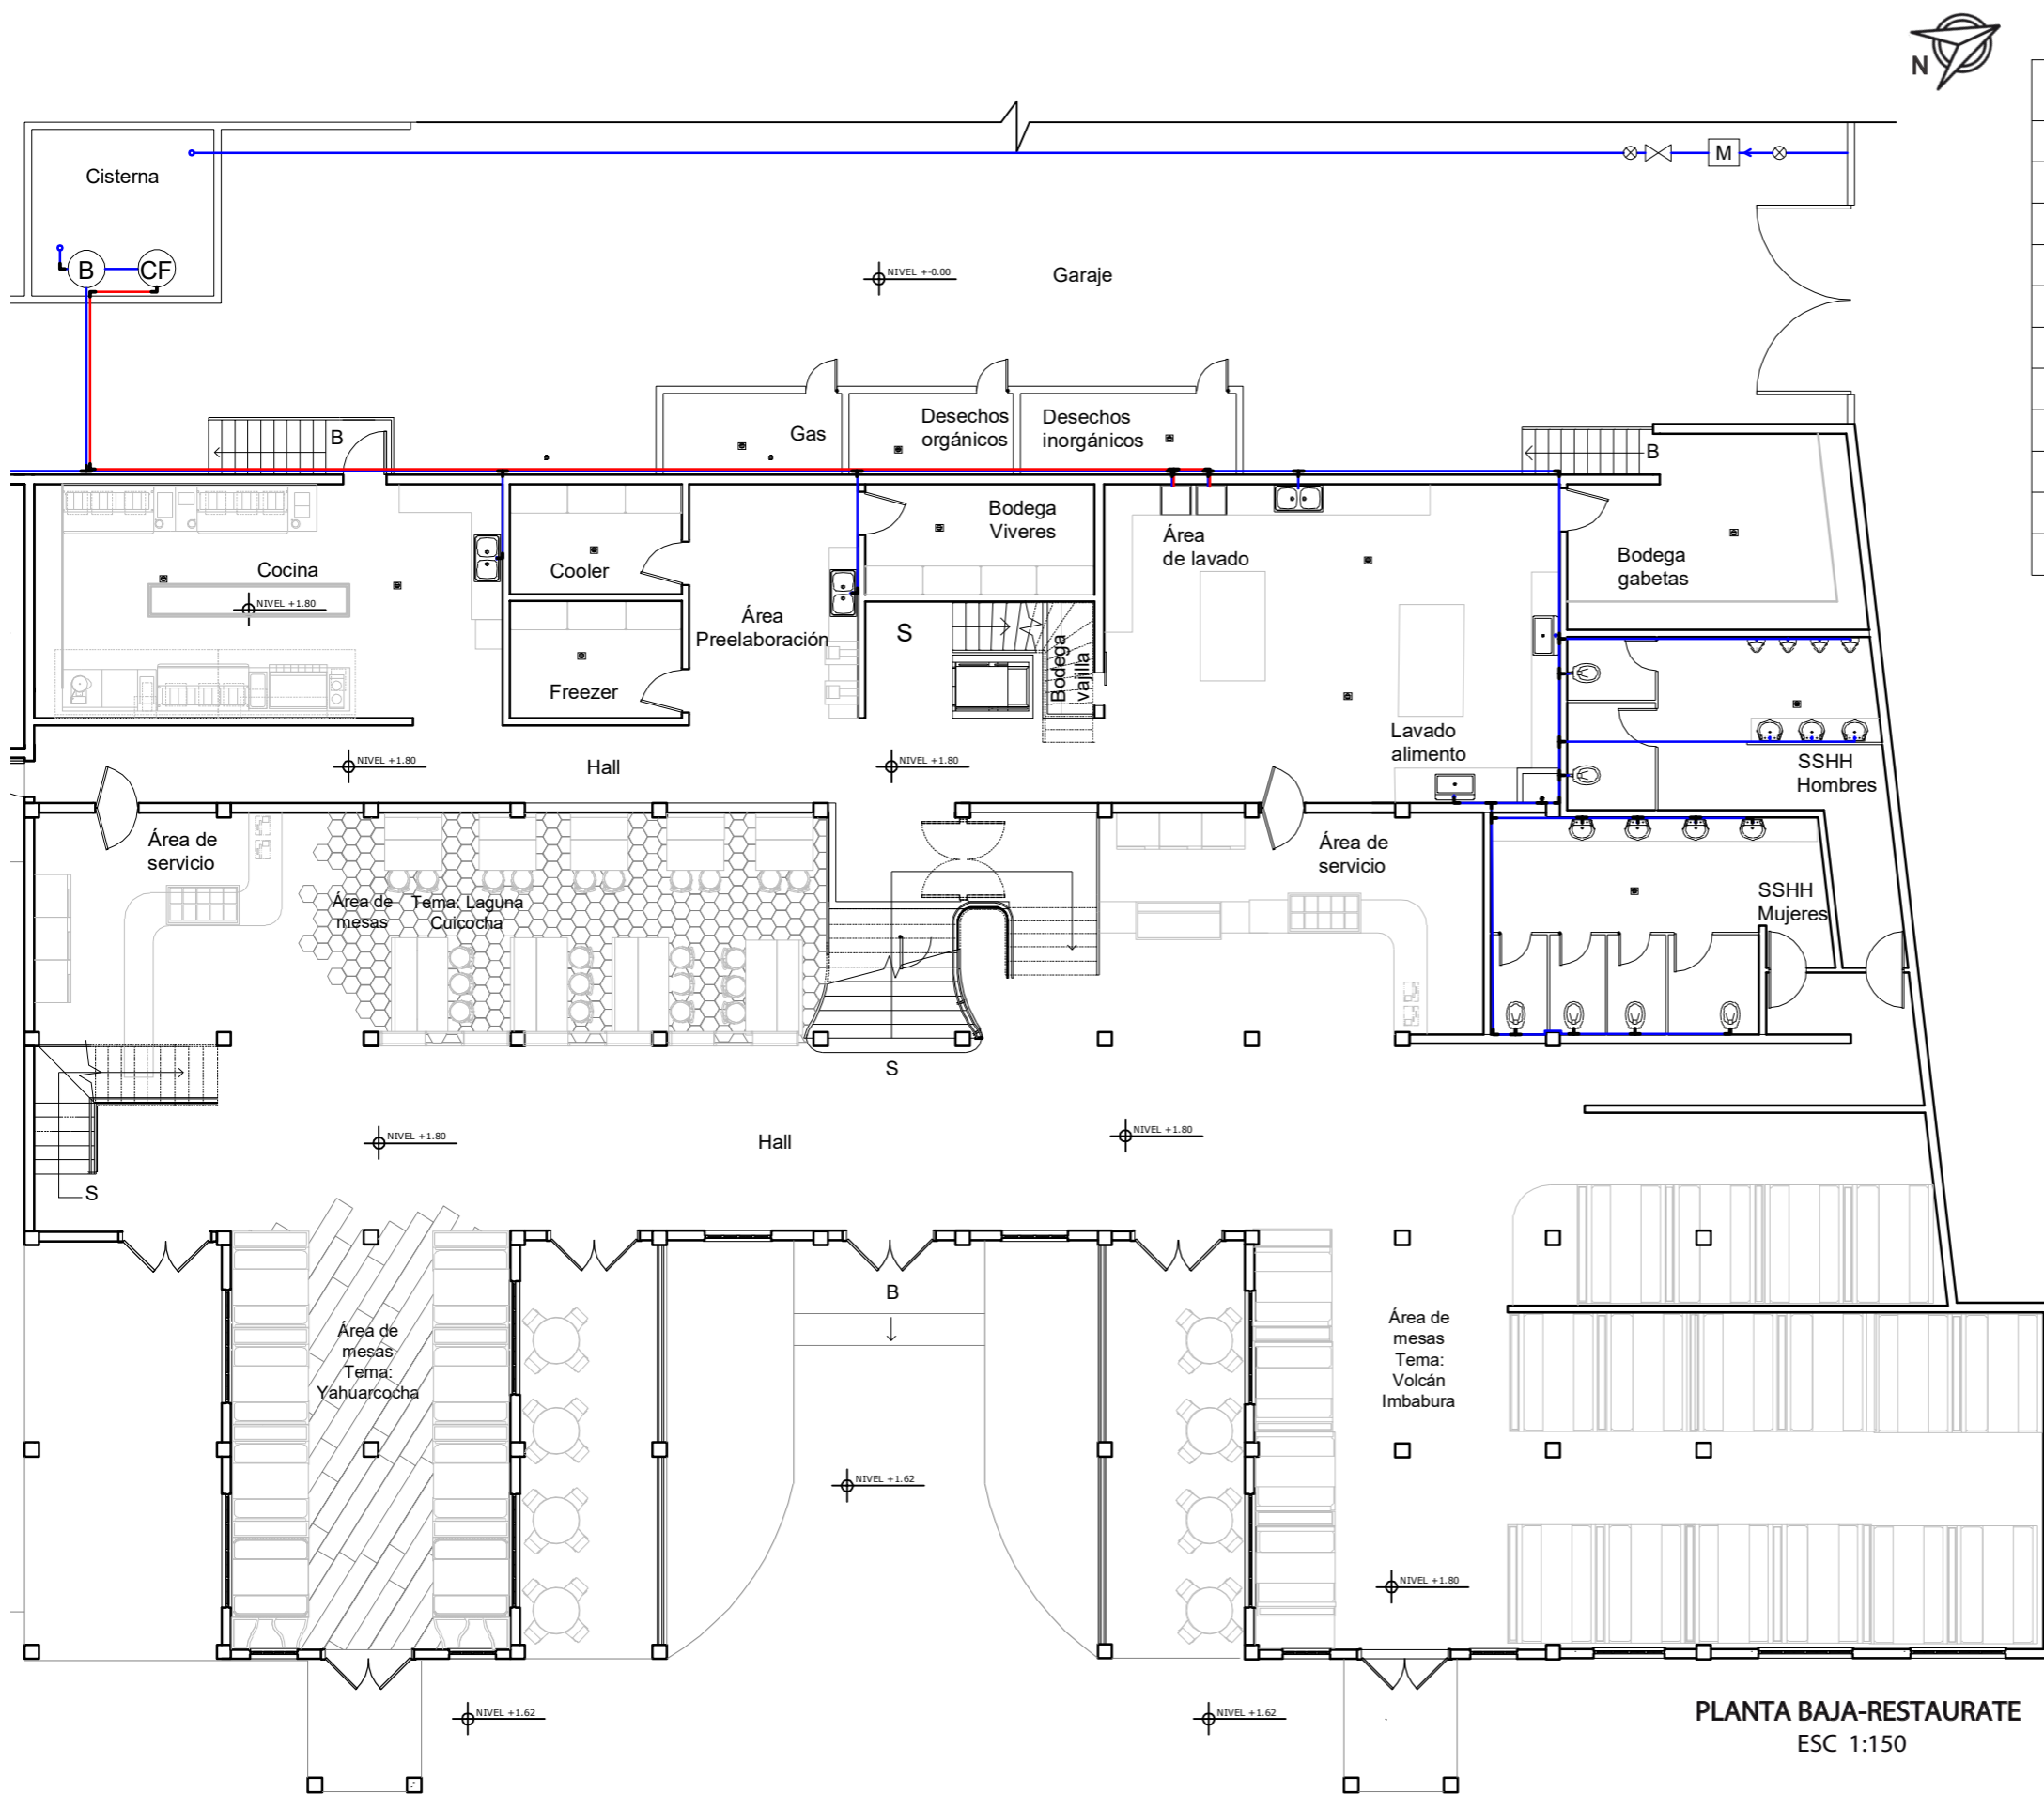 N
M
Cisterna
B
CF
NIVEL +-0.00
Garaje
Gas
Desechos
orgánicos
Desechos
inorgánicos
B
B
Cocina
NIVEL +1.80
Cooler
Freezer
Área
Preelaboración
Bodega
Viveres
S
Bodega
vajilla
Área
de lavado
Bodega
gabetas
Lavado
alimento
SSHH
Hombres
NIVEL +1.80
Hall
NIVEL +1.80
Área de
servicio
Área de
mesas
Tema: Laguna
Cuicocha
Área de
servicio
SSHH
Mujeres
S
NIVEL +1.80
Hall
NIVEL +1.80
S
B
Área de
mesas
Tema:
Yahuarcocha
Área de
mesas
Tema:
Volcán
Imbabura
NIVEL +1.62
NIVEL +1.80
NIVEL +1.62
NIVEL +1.62
PLANTA BAJA-RESTAURATE
ESC 1:150